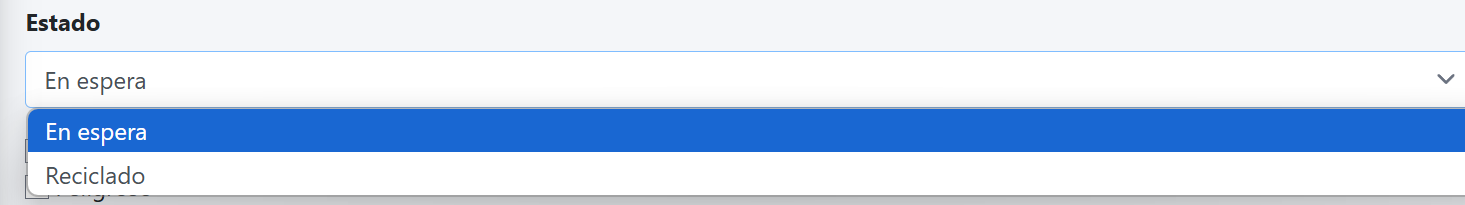 Estado
En espera
En espera
Reciclado